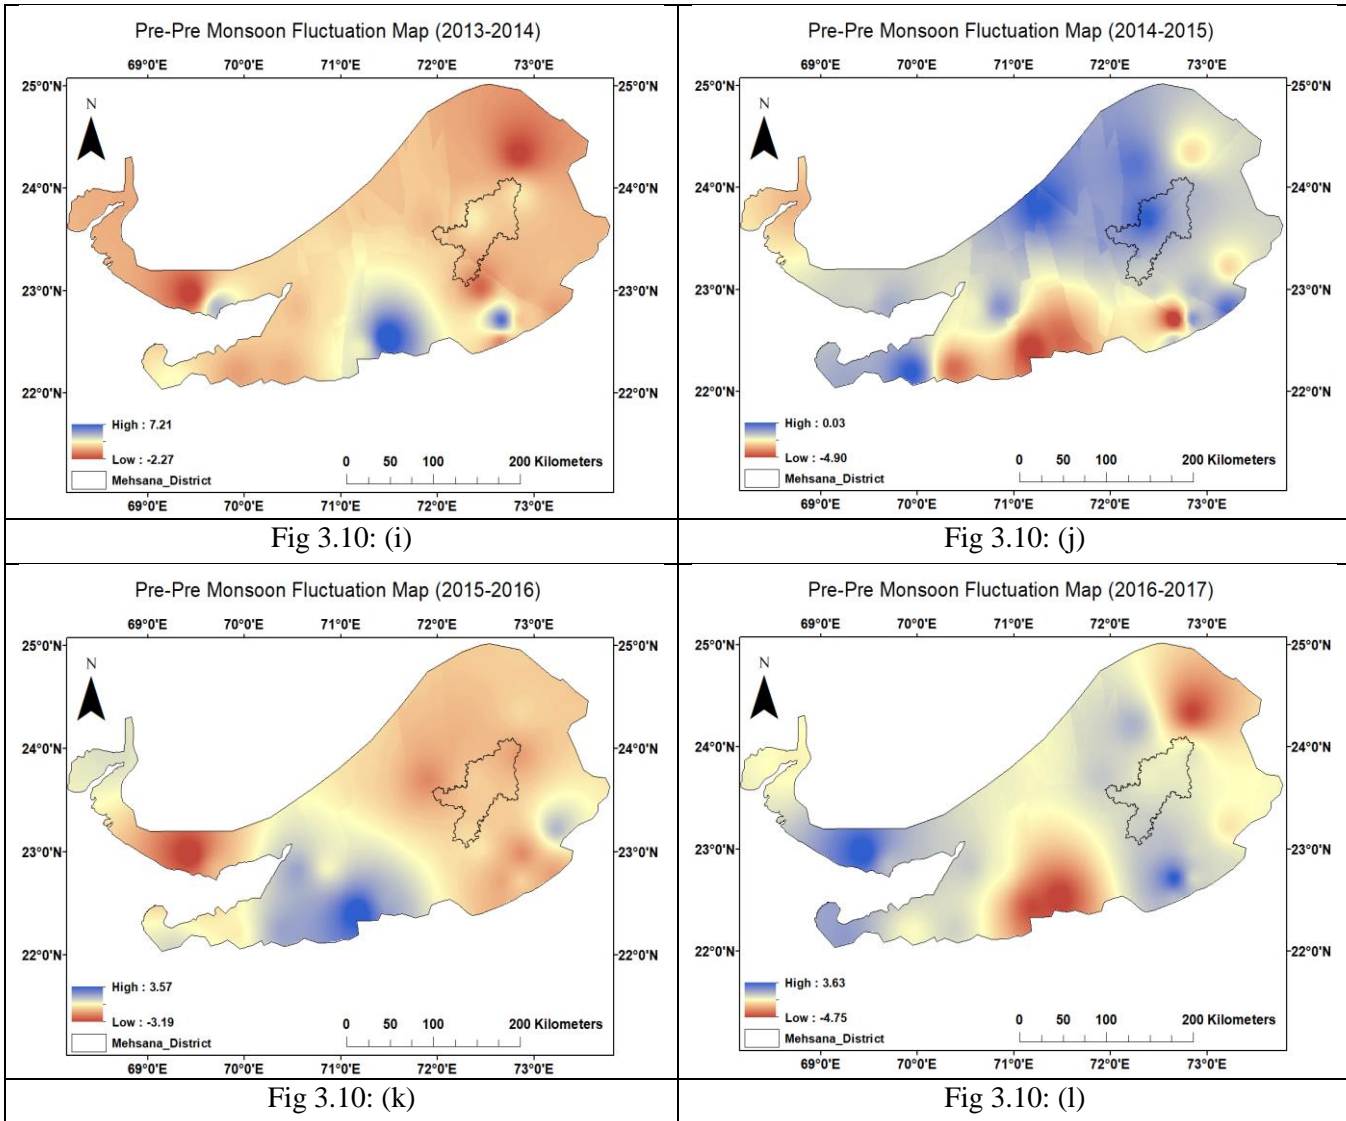 Pre-Pre Monsoon Fluctuation Map (2013-2014)
69°0'E 70°0'E 71°0'E 72°0'E 73°0'E
25°0'N 25°0'N
N
24°0'N 24°0'N
23°0'N 23°0'N
22°0'N 22°0'N
High : 7.21
Low : -2.27
Mehsana_District
0 50 100 200 Kilometers
69°0'E 70°0'E 71°0'E 72°0'E 73°0'E
Fig 3.10: (i)
Pre-Pre Monsoon Fluctuation Map (2014-2015)
69°0'E 70°0'E 71°0'E 72°0'E 73°0'E
25°0'N 25°0'N
N
24°0'N 24°0'N
23°0'N 23°0'N
22°0'N 22°0'N
High : 0.03
Low : -4.90
Mehsana_District
0 50 100 200 Kilometers
69°0'E 70°0'E 71°0'E 72°0'E 73°0'E
Fig 3.10: (j)
Pre-Pre Monsoon Fluctuation Map (2015-2016)
69°0'E 70°0'E 71°0'E 72°0'E 73°0'E
25°0'N 25°0'N
N
24°0'N 24°0'N
23°0'N 23°0'N
22°0'N 22°0'N
High : 3.57
Low : -3.19
Mehsana_District
0 50 100 200 Kilometers
69°0'E 70°0'E 71°0'E 72°0'E 73°0'E
Fig 3.10: (k)
Pre-Pre Monsoon Fluctuation Map (2016-2017)
69°0'E 70°0'E 71°0'E 72°0'E 73°0'E
25°0'N 25°0'N
N
24°0'N 24°0'N
23°0'N 23°0'N
22°0'N 22°0'N
High : 3.63
Low : -4.75
Mehsana_District
0 50 100 200 Kilometers
69°0'E 70°0'E 71°0'E 72°0'E 73°0'E
Fig 3.10: (l)